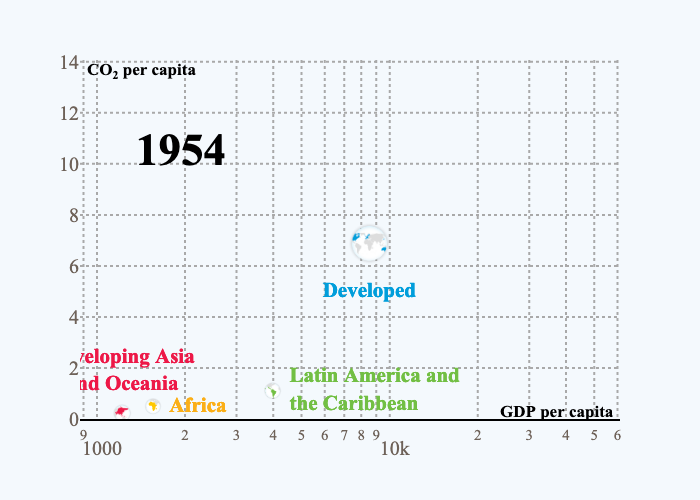 14
CO₂ per capita
12
1954
10
8
6
Developed
4
veloping Asia
2
Latin America and
nd Oceania
the Caribbean
Africa
GDP per capita
0
9 2 3 4 5 6 7 8 9 2 3 4 5 6
1000 10k